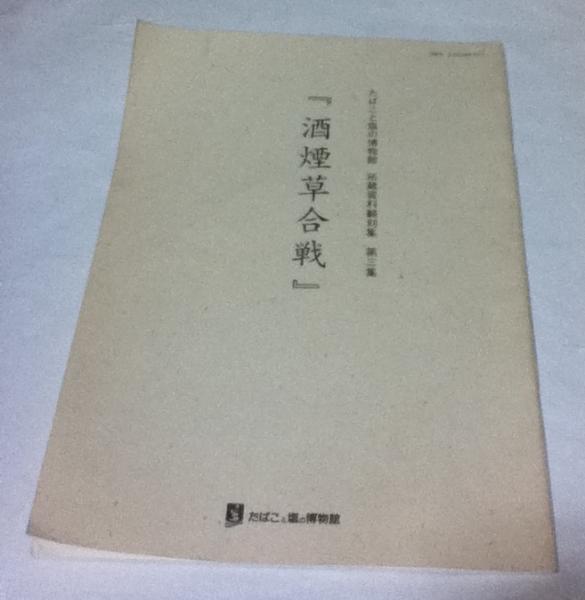 たばこと塩の博物館 所蔵資料翻刻集 第三集
『酒煙草合戦』
たばこと塩の博物館